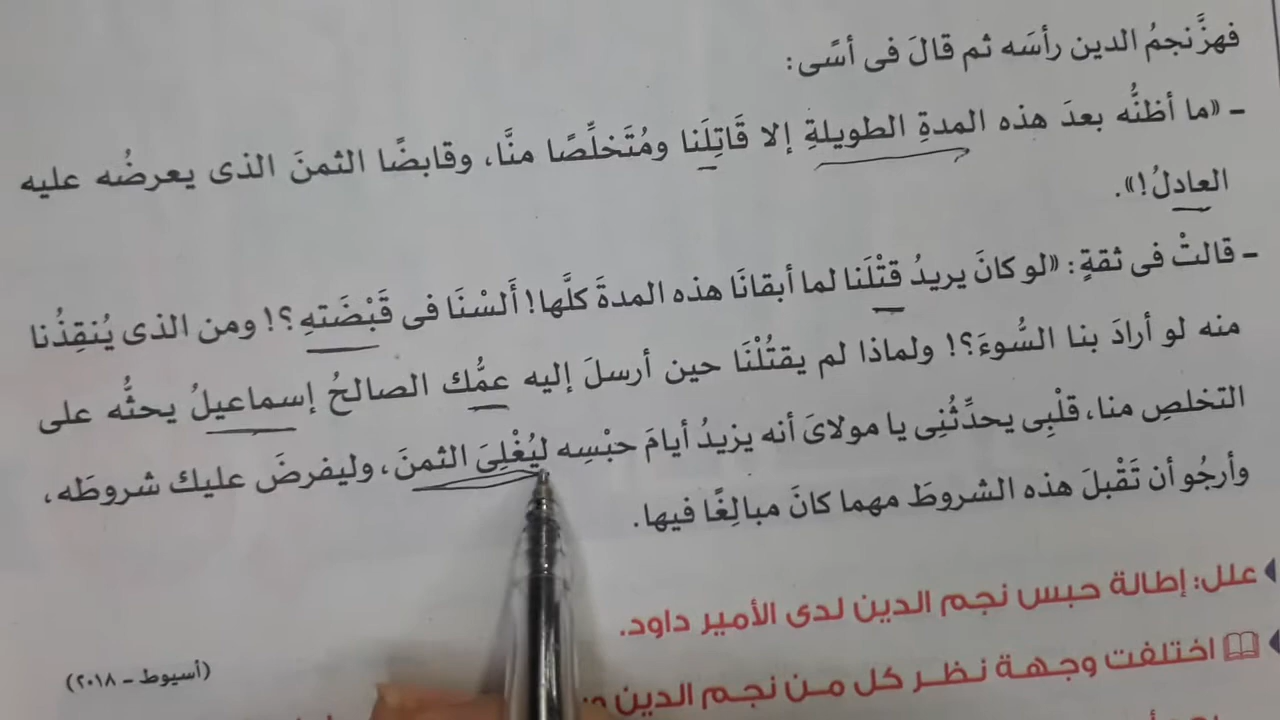 فهزَّ نجمُ الدين رأسَه ثم قالَ فى أسًى:
- «ما أظنُّه بعدَ هذه المدةِ الطويلةِ إلا قَاتِلَنا ومُتَخلِّصًا منَّا، وقابضًا الثمنَ الذى يعرضُه عليه
العادلُ!».
- قالتْ فى ثقةٍ: «لو كانَ يريدُ قتْلَنا لما أبقانَا هذه المدةَ كلَّها! أَلسْنَا فى قَبْضَتهِ؟! ومن الذى يُنقِذُنا
منه لو أرادَ بنا السُّوءَ؟! ولماذا لم يقتُلْنَا حين أرسلَ إليه عمُّك الصالحُ إسماعيلُ يحثُّه على
التخلصِ منا، قلْبِى يحدِّثُنِى يا مولاىَ أنه يزيدُ أيامَ حبْسِه ليُغْلِىَ الثمنَ، وليفرضَ عليك شروطَه،
وأرجُو أن تَقْبلَ هذه الشروطَ مهما كانَ مبالِغًا فيها.
علل: إطالة حبس نجم الدين لدى الأمير داود.
(أسيوط - ٢٠١٨)
اختلفت وجهة نظر كل من نجم الدين